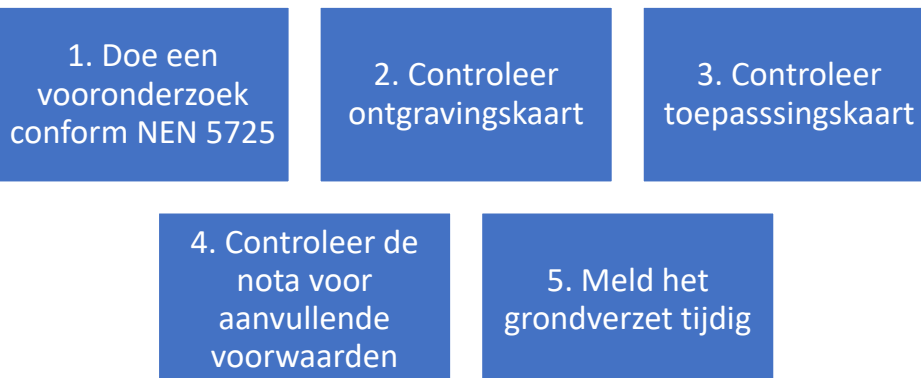 1. Doe een
vooronderzoek
conform NEN 5725
2. Controleer
ontgravingskaart
3. Controleer
toepasssingskaart
4. Controleer de
nota voor
aanvullende
voorwaarden
5. Meld het
grondverzet tijdig